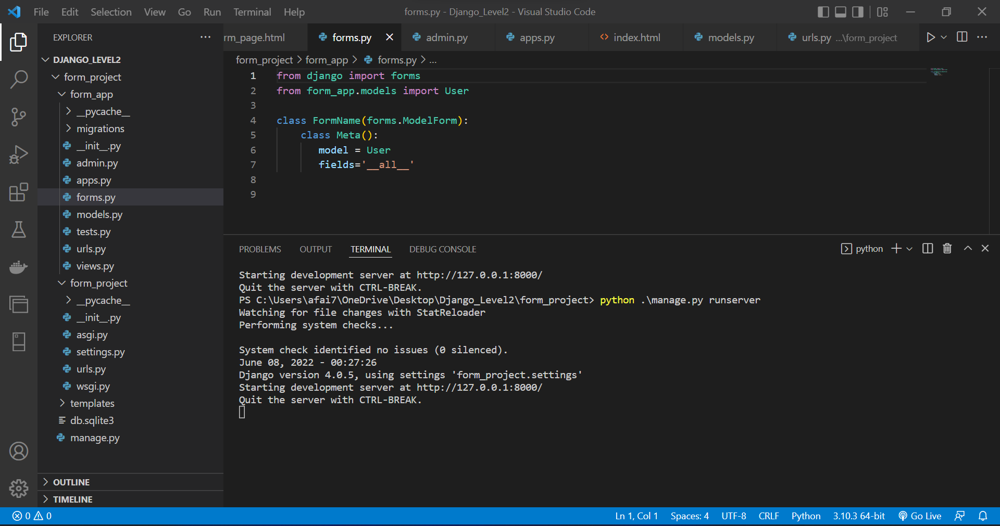 File Edit Selection View Go Run Terminal Help forms.py - Django_Level2 - Visual Studio Code
EXPLORER
DJANGO_LEVEL2
form_project
form_app
__pycache__
migrations
__init__.py
admin.py
apps.py
forms.py
models.py
tests.py
urls.py
views.py
form_project
__pycache__
__init__.py
asgi.py
settings.py
urls.py
wsgi.py
templates
db.sqlite3
manage.py
OUTLINE
TIMELINE
rm_page.html forms.py admin.py apps.py index.html models.py urls.py ...\form_project
form_project > form_app > forms.py > ...
1 from django import forms
2 from form_app.models import User
3
4 class FormName(forms.ModelForm):
5 class Meta():
6 model = User
7 fields='__all__'
8
9
PROBLEMS OUTPUT TERMINAL DEBUG CONSOLE python
Starting development server at http://127.0.0.1:8000/
Quit the server with CTRL-BREAK.
PS C:\Users\afai7\OneDrive\Desktop\Django_Level2\form_project> python .\manage.py runserver
Watching for file changes with StatReloader
Performing system checks...
System check identified no issues (0 silenced).
June 08, 2022 - 00:27:26
Django version 4.0.5, using settings 'form_project.settings'
Starting development server at http://127.0.0.1:8000/
Quit the server with CTRL-BREAK.
0 0 Ln 1, Col 1 Spaces: 4 UTF-8 CRLF Python 3.10.3 64-bit Go Live